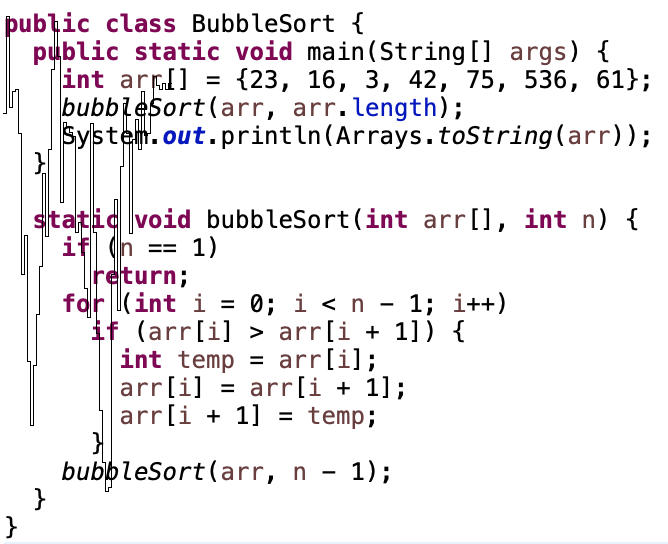 public class BubbleSort {
public static void main(String[] args) {
int arr[] = {23, 16, 3, 42, 75, 536, 61};
bubbleSort(arr, arr.length);
System.out.println(Arrays.toString(arr));
}
static void bubbleSort(int arr[], int n) {
if (n == 1)
return;
for (int i = 0; i < n - 1; i++)
if (arr[i] > arr[i + 1]) {
int temp = arr[i];
arr[i] = arr[i + 1];
arr[i + 1] = temp;
}
bubbleSort(arr, n - 1);
}
}